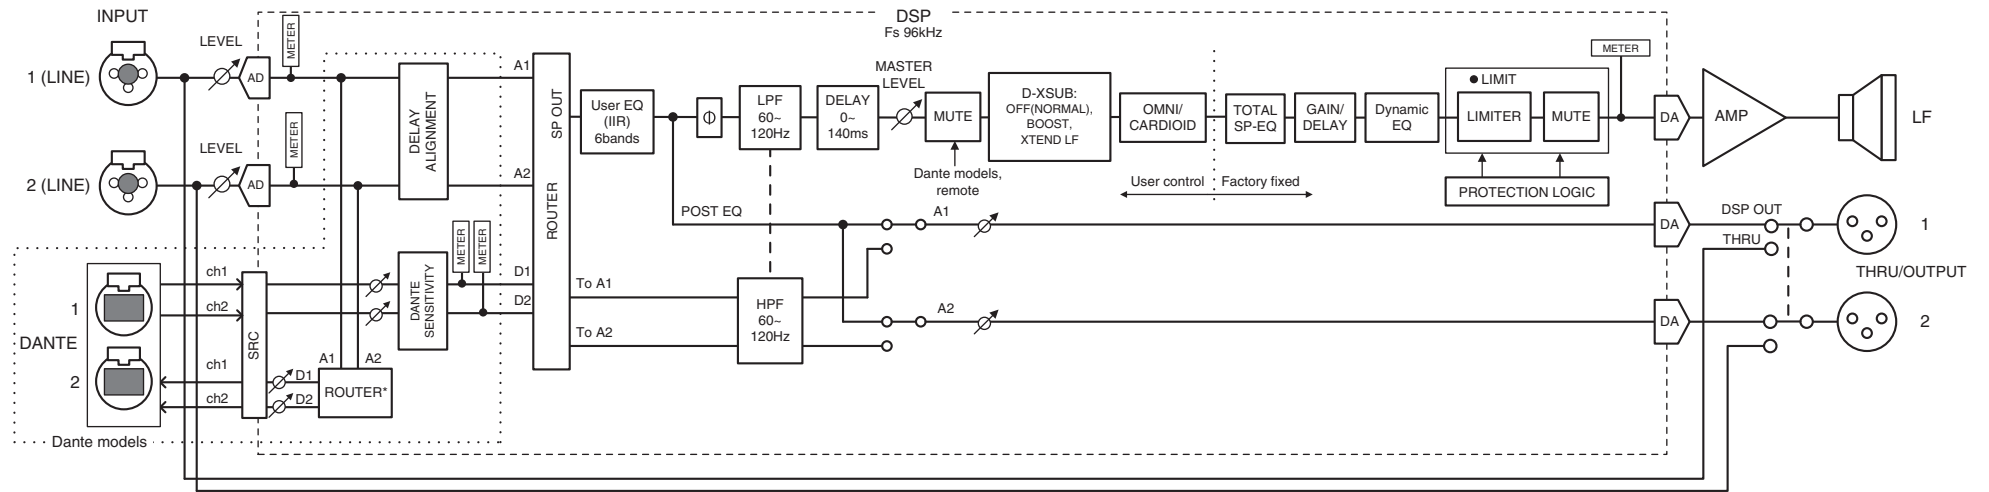 INPUT
DSP
Fs 96kHz
LEVEL
METER
1 (LINE)
AD
METER
LEVEL
2 (LINE)
AD
DELAY
ALIGNMENT
A1
A2
SP OUT
ROUTER
User EQ
(IIR)
6bands
Φ
LPF
60~
120Hz
DELAY
0~
140ms
MASTER
LEVEL
MUTE
Dante models,
remote
D-XSUB:
OFF(NORMAL),
BOOST,
XTEND LF
OMNI/
CARDIOID
User control
Factory fixed
TOTAL
SP-EQ
GAIN/
DELAY
Dynamic
EQ
LIMIT
LIMITER
MUTE
PROTECTION LOGIC
METER
DA
AMP
LF
POST EQ
A1
DA
DSP OUT
THRU
1
THRU/OUTPUT
METER
METER
DANTE
1
2
ch1
ch2
ch1
ch2
SRC
DANTE
SENSITIVITY
D1
D2
To A1
To A2
HPF
60~
120Hz
A2
DA
2
A1
A2
D1
D2
ROUTER*
Dante models